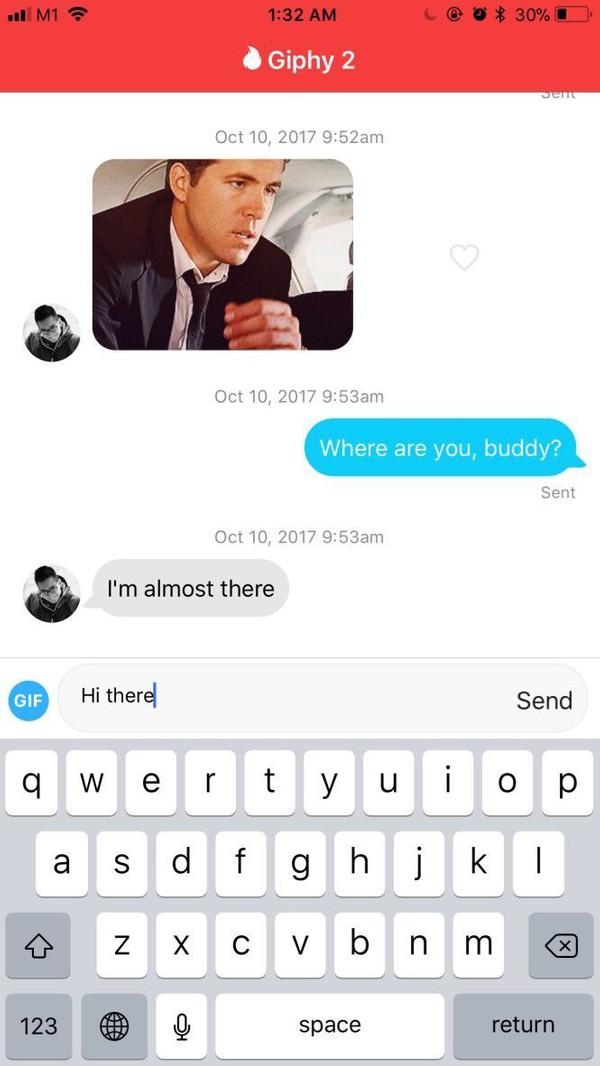 M1 1:32 AM 30%
Giphy 2
Sent
Oct 10, 2017 9:52am
Oct 10, 2017 9:53am
Where are you, buddy?
Sent
Oct 10, 2017 9:53am
I'm almost there
GIF Hi there Send
q w e r t y u i o p
a s d f g h j k l
z x c v b n m
123 space return